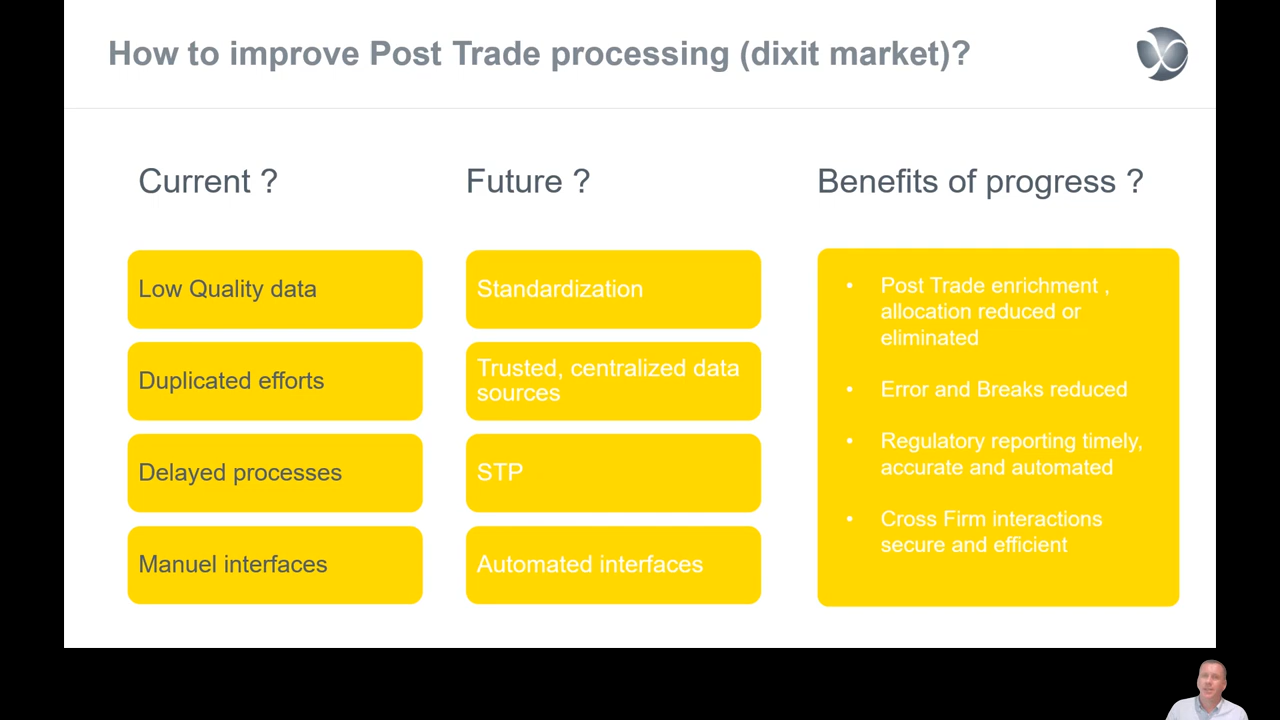 How to improve Post Trade processing (dixit market)?
Current ?
Future ?
Benefits of progress ?
Low Quality data
Duplicated efforts
Delayed processes
Manuel interfaces
Standardization
Trusted, centralized data
sources
STP
Automated interfaces
• Post Trade enrichment ,
allocation reduced or
eliminated
• Error and Breaks reduced
• Regulatory reporting timely,
accurate and automated
• Cross Firm interactions
secure and efficient